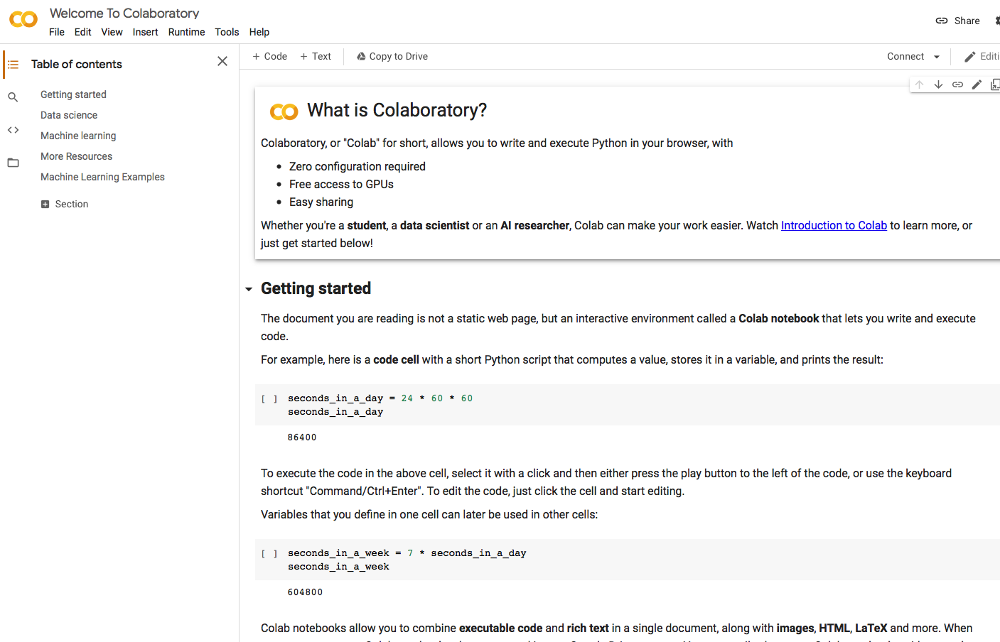 Welcome To Colaboratory
File Edit View Insert Runtime Tools Help
Share
Table of contents
Getting started
Data science
Machine learning
More Resources
Machine Learning Examples
Section
+ Code + Text Copy to Drive
Connect
Editi
What is Colaboratory?
Colaboratory, or "Colab" for short, allows you to write and execute Python in your browser, with
• Zero configuration required
• Free access to GPUs
• Easy sharing
Whether you're a student, a data scientist or an AI researcher, Colab can make your work easier. Watch Introduction to Colab to learn more, or
just get started below!
Getting started
The document you are reading is not a static web page, but an interactive environment called a Colab notebook that lets you write and execute
code.
For example, here is a code cell with a short Python script that computes a value, stores it in a variable, and prints the result:
[ ] seconds_in_a_day = 24 * 60 * 60
seconds_in_a_day
86400
To execute the code in the above cell, select it with a click and then either press the play button to the left of the code, or use the keyboard
shortcut "Command/Ctrl+Enter". To edit the code, just click the cell and start editing.
Variables that you define in one cell can later be used in other cells:
[ ] seconds_in_a_week = 7 * seconds_in_a_day
seconds_in_a_week
604800
Colab notebooks allow you to combine executable code and rich text in a single document, along with images, HTML, LaTeX and more. When